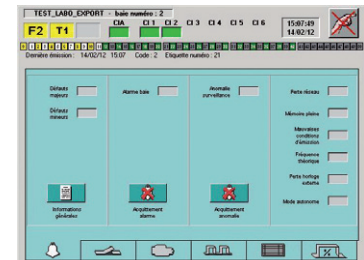 TEST_LABO_EXPORT - baie numéro : 2
F2 T1 CIA CI 1 CI 2 CI 3 CI 4 CI 5 CI 6 15:07:49 14/02/12
Dernière émission : 14/02/12 15:07 Code : 2 Etiquette numéro : 21
Défauts majeurs
Alarme baie
Anomalie surveillance
Perte réseau
Défauts mineurs
Mémoire pleine
Mauvaises conditions d'émission
Fréquence théorique
Perte horloge externe
Mode autonome
Informations générales
Acquittement alarme
Acquittement anomalie